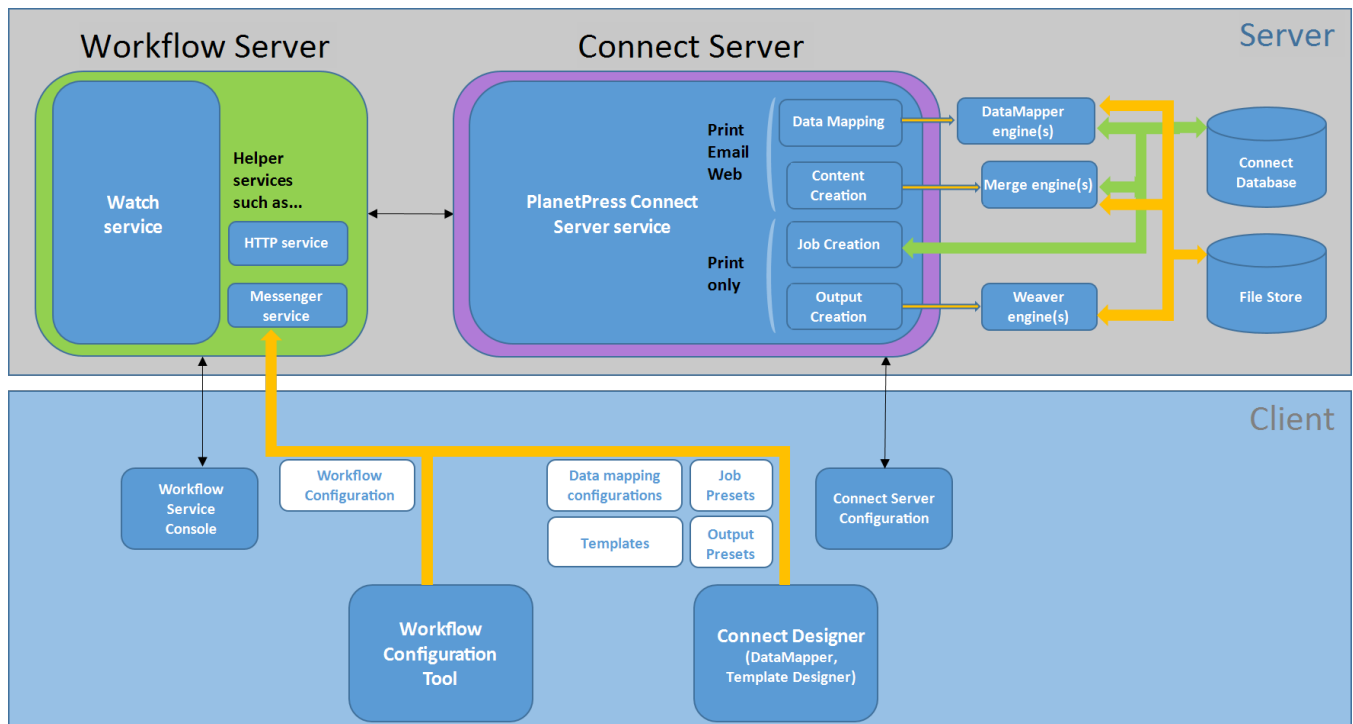 Server
Workflow Server
Connect Server
Watch
service
Helper
services
such as...
HTTP service
Messenger
service
PlanetPress Connect
Server service
Print
Email
Web
Print
only
Data Mapping
Content
Creation
Job Creation
Output
Creation
DataMapper
engine(s)
Merge engine(s)
Weaver
engine(s)
Connect
Database
File Store
Client
Workflow
Service
Console
Workflow
Configuration
Data mapping
configurations
Job
Presets
Templates
Output
Presets
Connect Server
Configuration
Workflow
Configuration
Tool
Connect Designer
(DataMapper,
Template Designer)